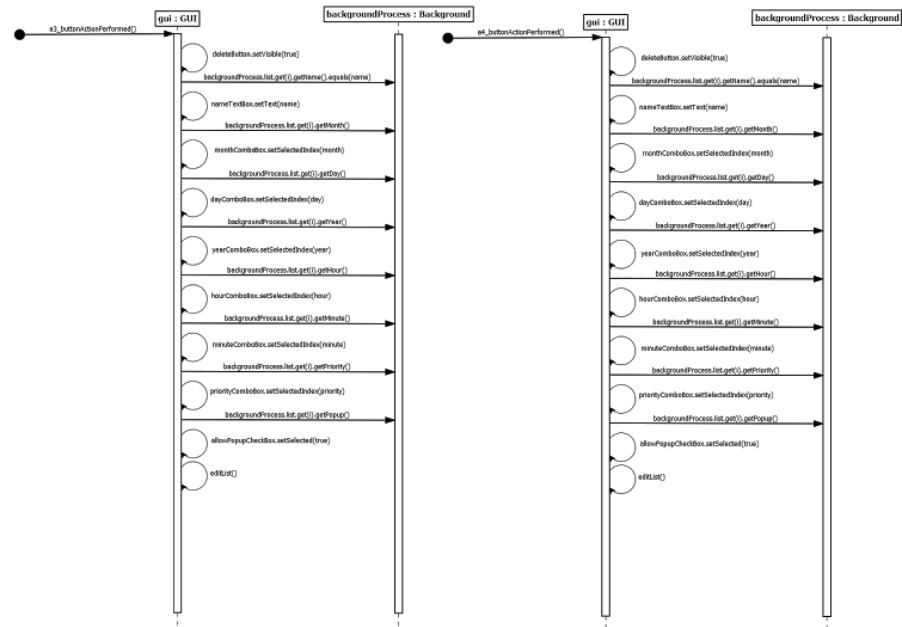 gui : GUI
backgroundProcess : Background
a3_buttonActionPerformed()
deleteButton.setVisible(true)
backgroundProcess.list.get(i).getName().equals(name)
nameTextBox.setText(name)
backgroundProcess.list.get(i).getMonth()
monthComboBox.setSelectedIndex(month)
backgroundProcess.list.get(i).getDay()
dayComboBox.setSelectedIndex(day)
backgroundProcess.list.get(i).getYear()
yearComboBox.setSelectedIndex(year)
backgroundProcess.list.get(i).getHour()
hourComboBox.setSelectedIndex(hour)
backgroundProcess.list.get(i).getMinute()
minuteComboBox.setSelectedIndex(minute)
backgroundProcess.list.get(i).getPriority()
priorityComboBox.setSelectedIndex(priority)
backgroundProcess.list.get(i).getPopup()
allowPopupCheckBox.setSelected(true)
editList()
gui : GUI
backgroundProcess : Background
a4_buttonActionPerformed()
deleteButton.setVisible(true)
backgroundProcess.list.get(i).getName().equals(name)
nameTextBox.setText(name)
backgroundProcess.list.get(i).getMonth()
monthComboBox.setSelectedIndex(month)
backgroundProcess.list.get(i).getDay()
dayComboBox.setSelectedIndex(day)
backgroundProcess.list.get(i).getYear()
yearComboBox.setSelectedIndex(year)
backgroundProcess.list.get(i).getHour()
hourComboBox.setSelectedIndex(hour)
backgroundProcess.list.get(i).getMinute()
minuteComboBox.setSelectedIndex(minute)
backgroundProcess.list.get(i).getPriority()
priorityComboBox.setSelectedIndex(priority)
backgroundProcess.list.get(i).getPopup()
allowPopupCheckBox.setSelected(true)
editList()